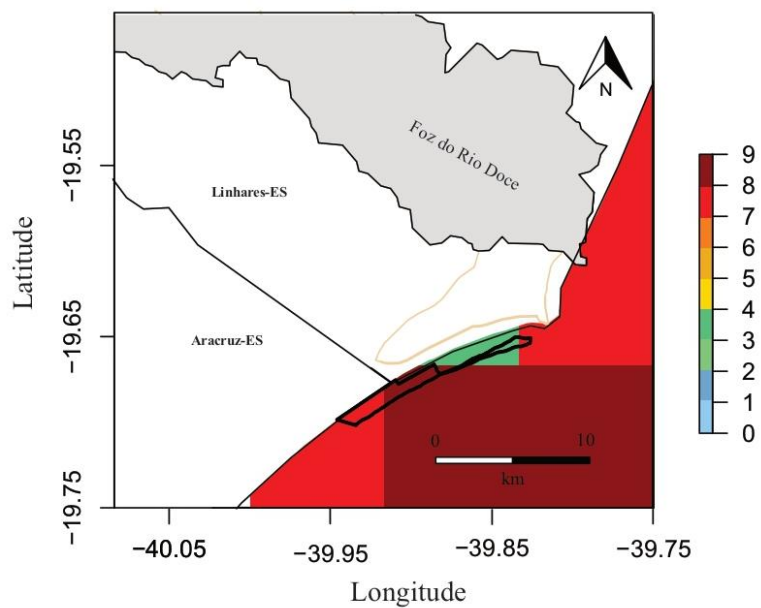 N
Foz do Rio Doce
Linhares-ES
Aracruz-ES
Latitude
−19.55
−19.65
−19.75
0 10
km
−40.05 −39.95 −39.85 −39.75
Longitude
9
8
7
6
5
4
3
2
1
0